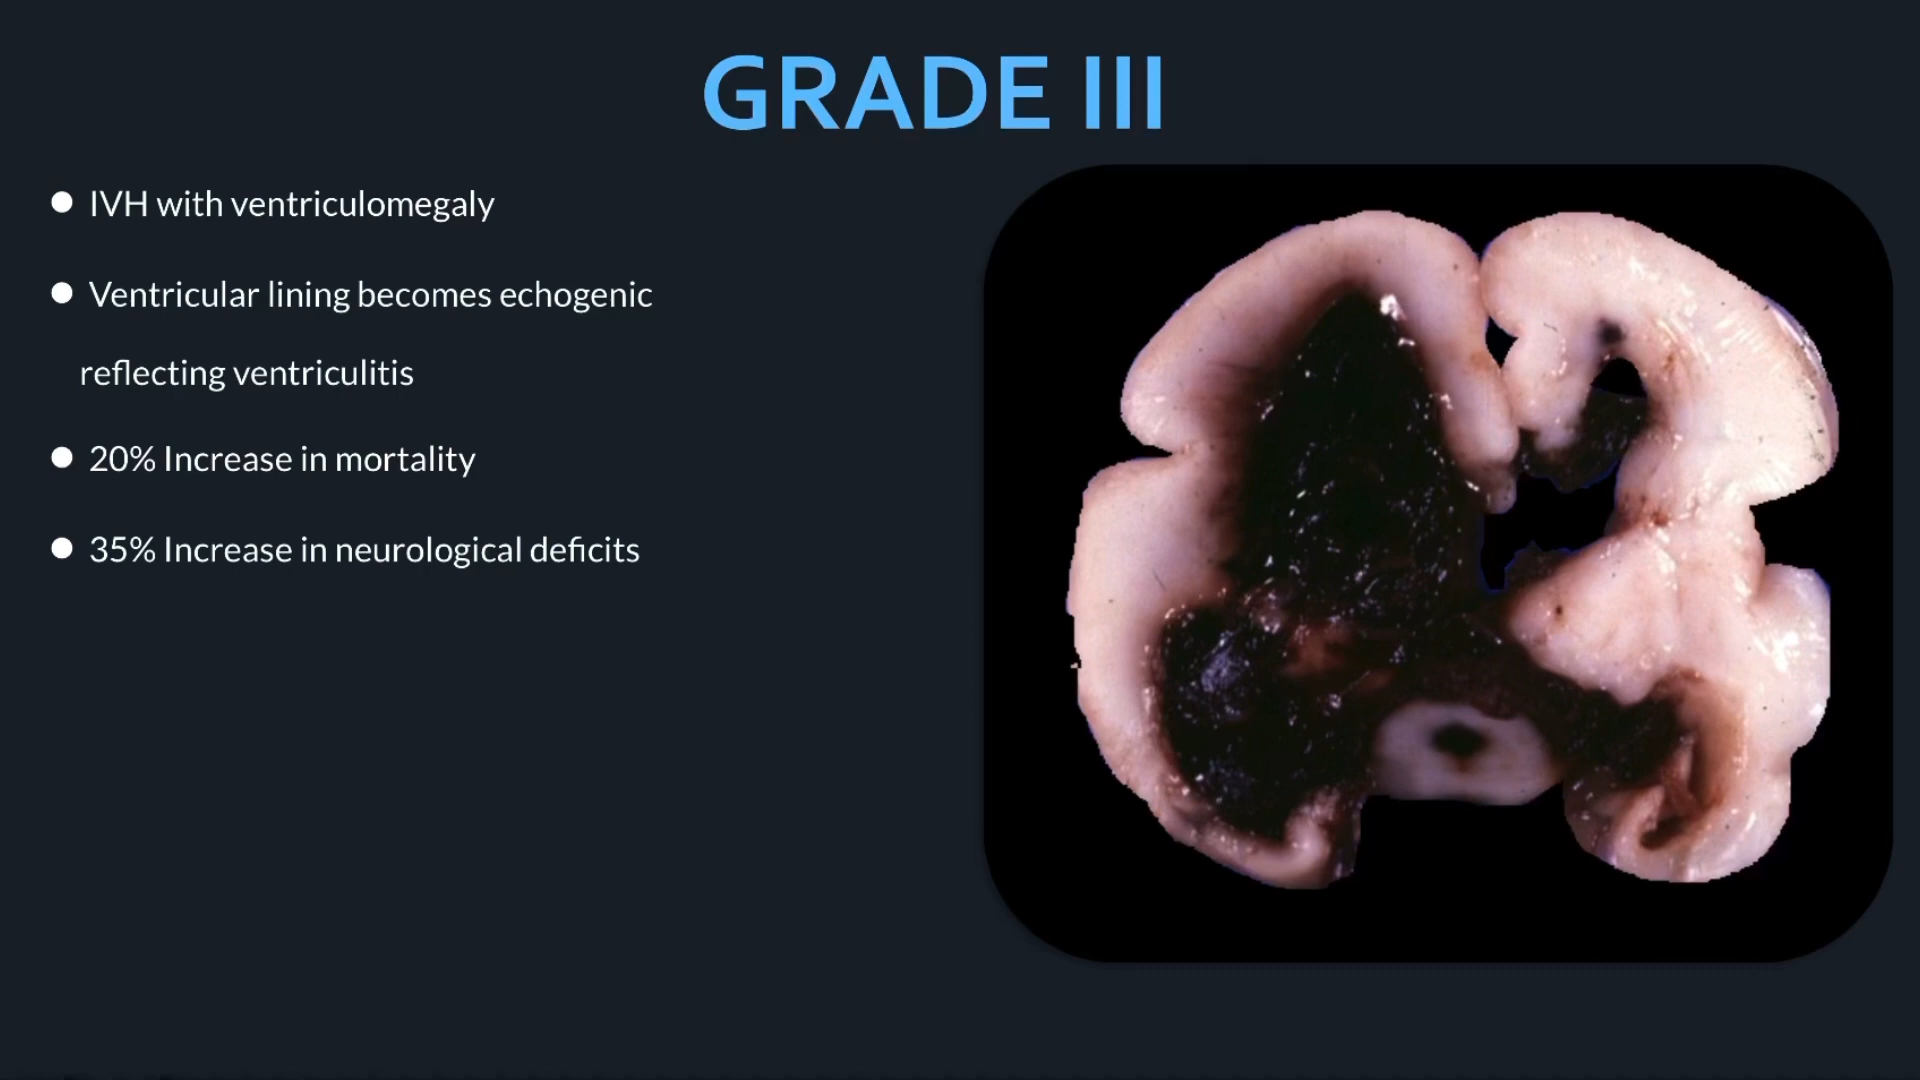 GRADE III
● IVH with ventriculomegaly
● Ventricular lining becomes echogenic
reflecting ventriculitis
● 20% Increase in mortality
● 35% Increase in neurological deficits